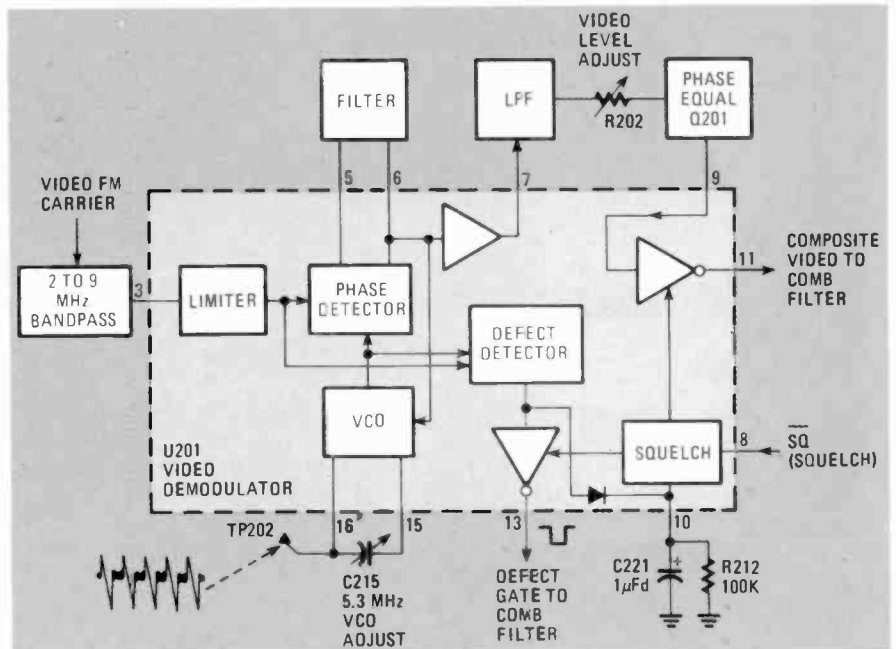 VIDEO
LEVEL
ADJUST
FILTER
LPF
R202
PHASE
EQUAL
Q201
5
6
7
9
VIDEO FM
CARRIER
2 TO 9
MHz
BANDPASS
3
LIMITER
PHASE
DETECTOR
DEFECT
DETECTOR
11
COMPOSITE
VIDEO TO
COMB
FILTER
VCO
SQUELCH
8
SQ
(SQUELCH)
U201
VIDEO
DEMODULATOR
TP202
16
15
13
10
C215
5.3 MHz
VCO
ADJUST
DEFECT
GATE TO
COMB
FILTER
C221
1µFd
+
R212
100K